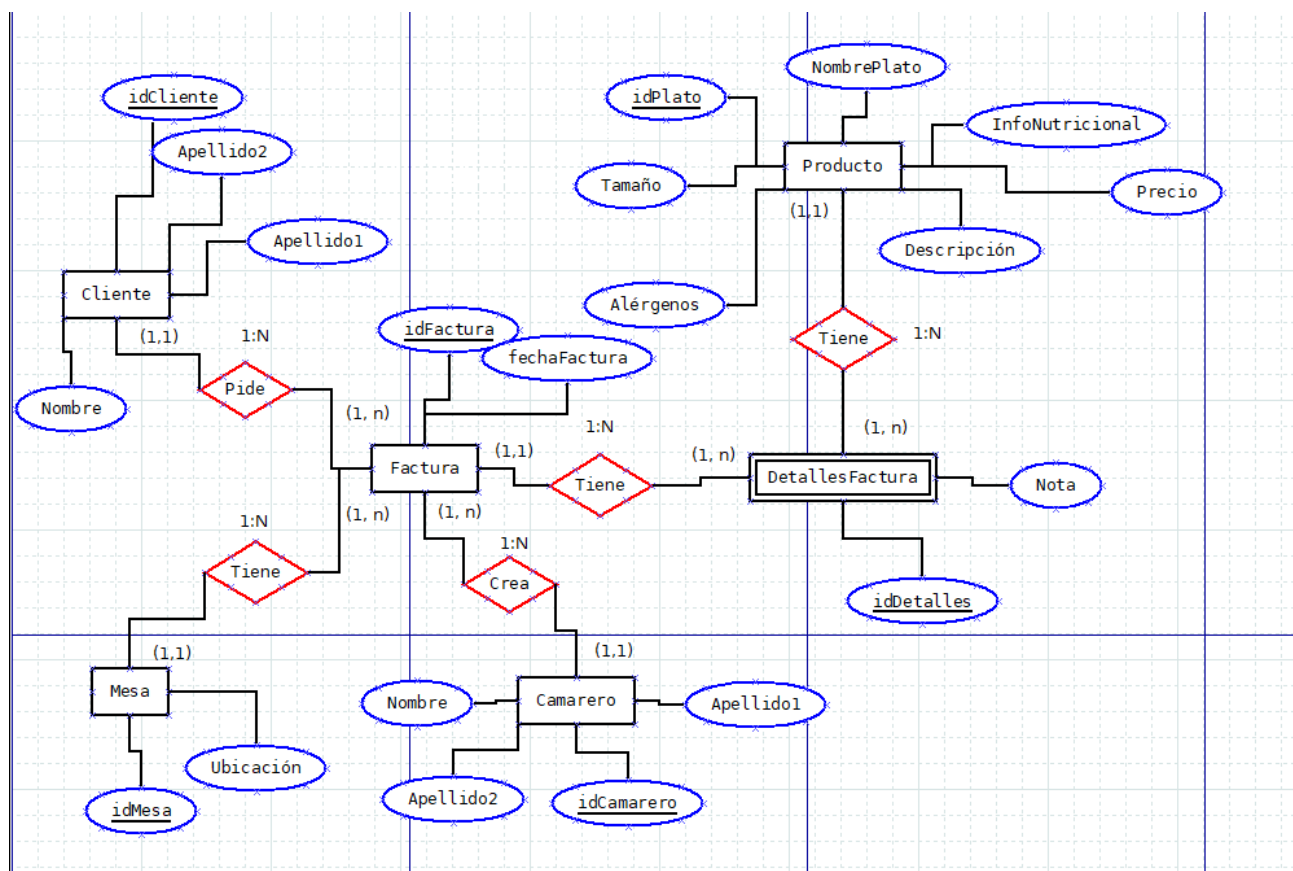 NombrePlato
idCliente
idPlato
InfoNutricional
Apellido2
Producto
Tamaño
Precio
(1,1)
Apellido1
Descripción
Cliente
Alérgenos
idFactura
(1,1)
1:N
Tiene
1:N
fechaFactura
Pide
Nombre
(1, n)
(1, n)
1:N
(1,1)
(1, n)
Factura
Tiene
DetallesFactura
Nota
(1, n)
(1, n)
1:N
1:N
Tiene
Crea
idDetalles
(1,1)
(1,1)
Mesa
Nombre
Camarero
Apellido1
Ubicación
Apellido2
idCamarero
idMesa